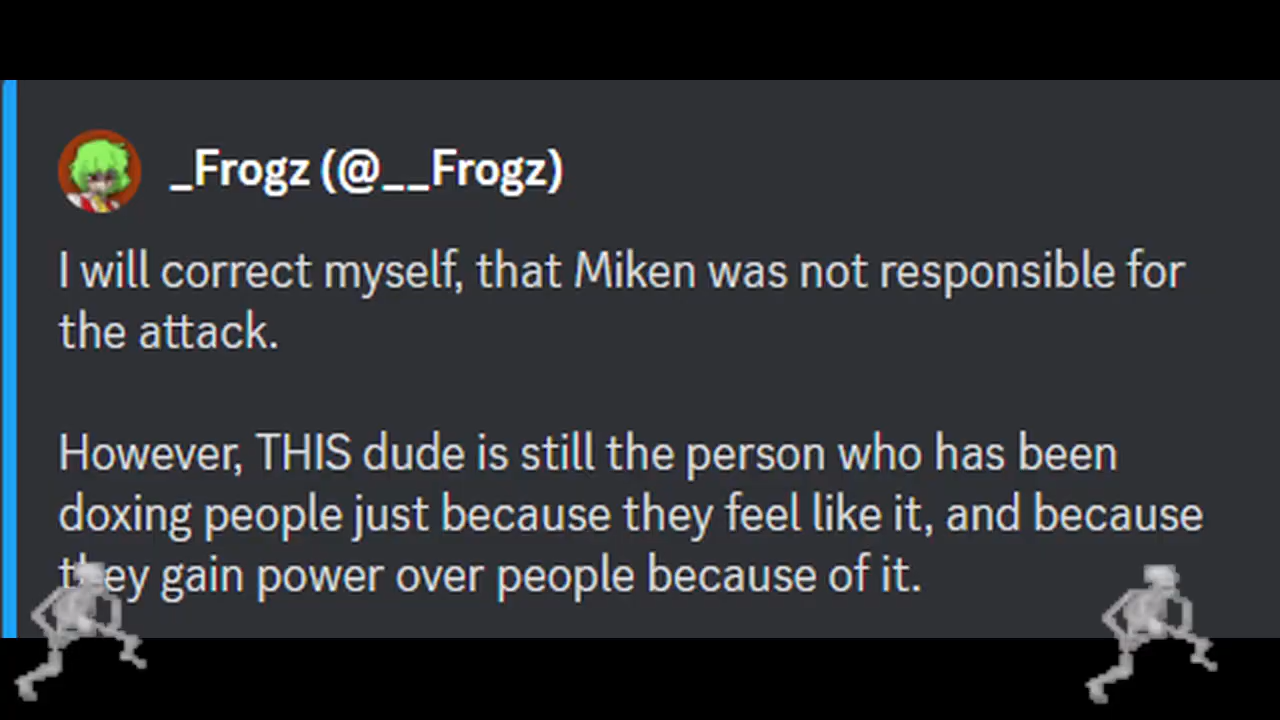 _Frogz (@__Frogz)
I will correct myself, that Miken was not responsible for
the attack.
However, THIS dude is still the person who has been
doxing people just because they feel like it, and because
they gain power over people because of it.